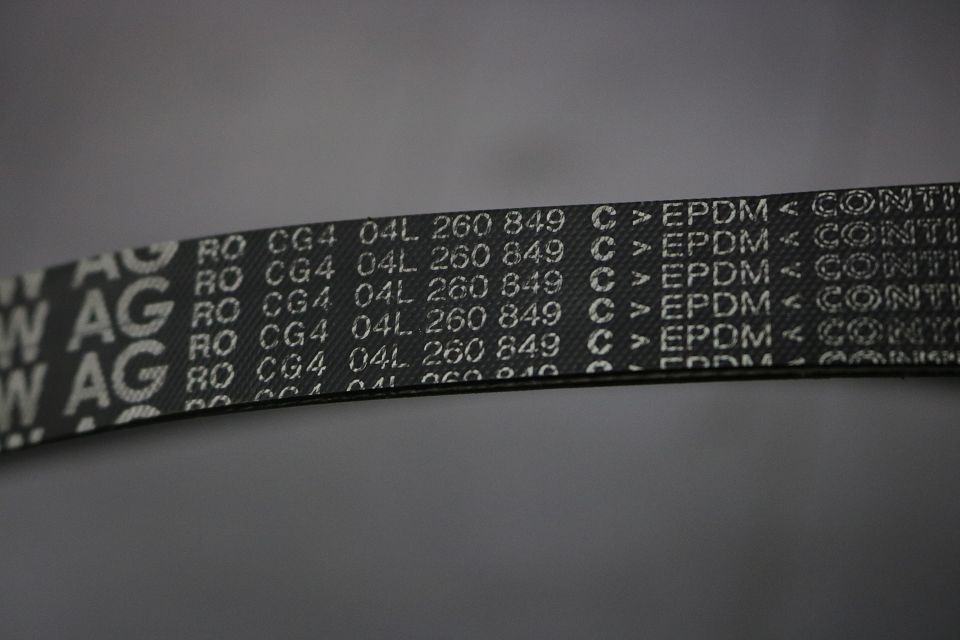 AG RO CG4 04L 260 849 C >EPDM< CONTI
W AG RO CG4 04L 260 849 C >EPDM< CONTI
W AG RO CG4 04L 260 849 C >EPDM< CONTI
RO CG4 04L 260 849 C >EPDM< CONTI
RO CG4 04L 260 849 C >EPDM< CONTI